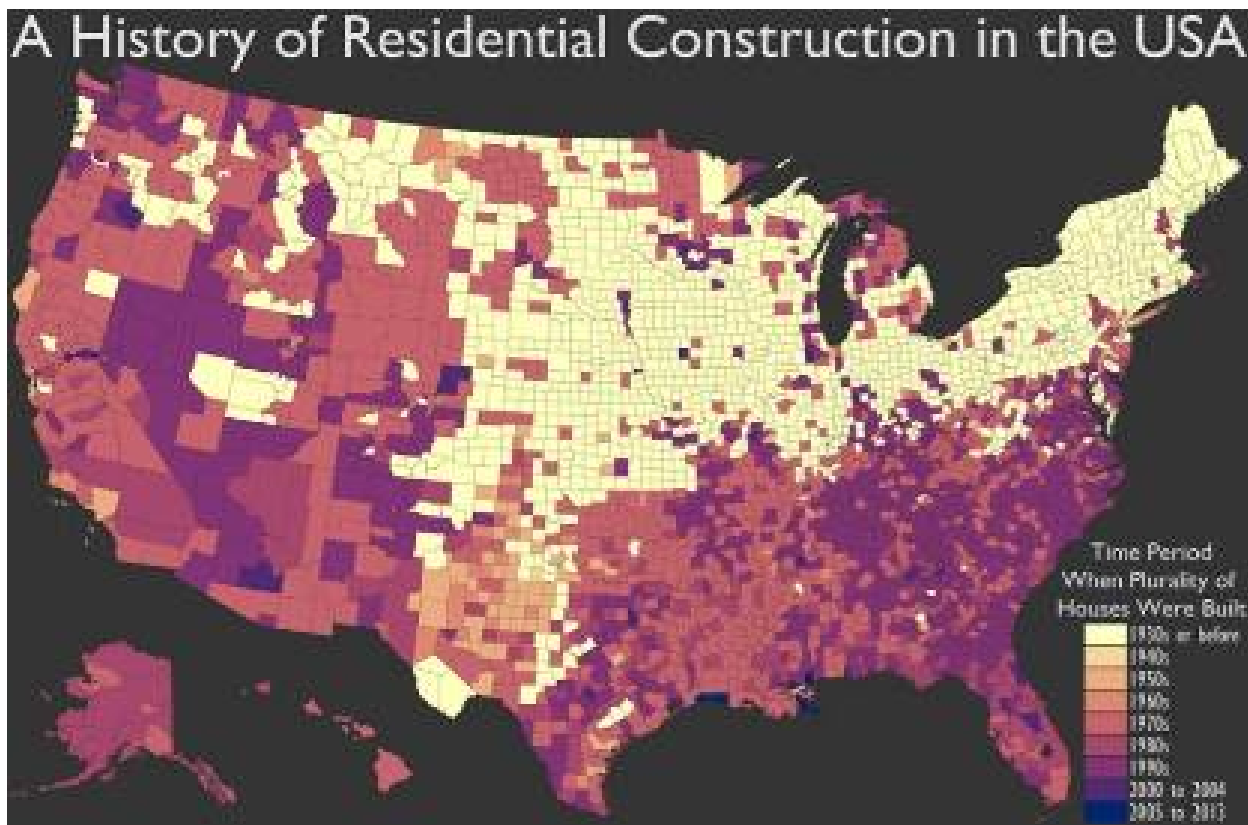 A History of Residential Construction in the USA
Time Period
When Plurality of
Houses Were Built
1930s or before
1940s
1950s
1960s
1970s
1980s
1990s
2000 to 2004
2005 to 2013